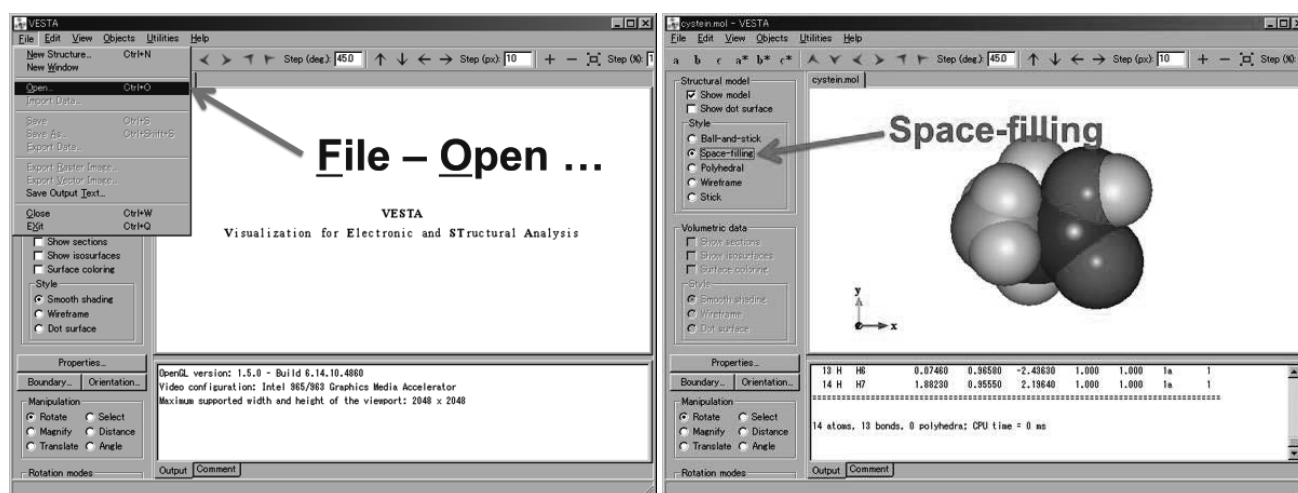 VESTA
File Edit View Objects Utilities Help
New Structure... Ctrl+N
New Window
Open... Ctrl+O
Import Data...
Save Ctrl+S
Save As... Ctrl+Shift+S
Export Data...
Export Raster Image...
Export Vector Image...
Save Output Text...
Close Ctrl+W
EXit Ctrl+Q
Step (deg.): 45.0
Step (px): 10
Step (%): 1
File – Open ...
VESTA
Visualization for Electronic and STructural Analysis
Show sections
Show isosurfaces
Surface coloring
Style
Smooth shading
Wireframe
Dot surface
Properties...
Boundary... Orientation...
Manipulation
Rotate Select
Magnify Distance
Translate Angle
Rotation modes
OpenGL version: 1.5.0 - Build 6.14.10.4860
Video configuration: Intel 965/963 Graphics Media Accelerator
Maximum supported width and height of the viewport: 2048 x 2048
Output Comment
cystein.mol - VESTA
File Edit View Objects Utilities Help
a b c a* b* c* Step (deg.): 45.0 Step (px): 10 Step (%):
cystein.mol
Structural model
Show model
Show dot surface
Style
Ball-and-stick
Space-filling
Polyhedral
Wireframe
Stick
Space-filling
Volumetric data
Show sections
Show isosurfaces
Surface coloring
Style
Smooth shading
Wireframe
Dot surface
y
x
Properties...
Boundary... Orientation...
Manipulation
Rotate Select
Magnify Distance
Translate Angle
Rotation modes
13 H H6 0.07460 0.96580 -2.43630 1.000 1.000 1a 1
14 H H7 1.88230 0.95550 2.19640 1.000 1.000 1a 1
14 atoms, 13 bonds, 0 polyhedra; CPU time = 0 ms
Output Comment